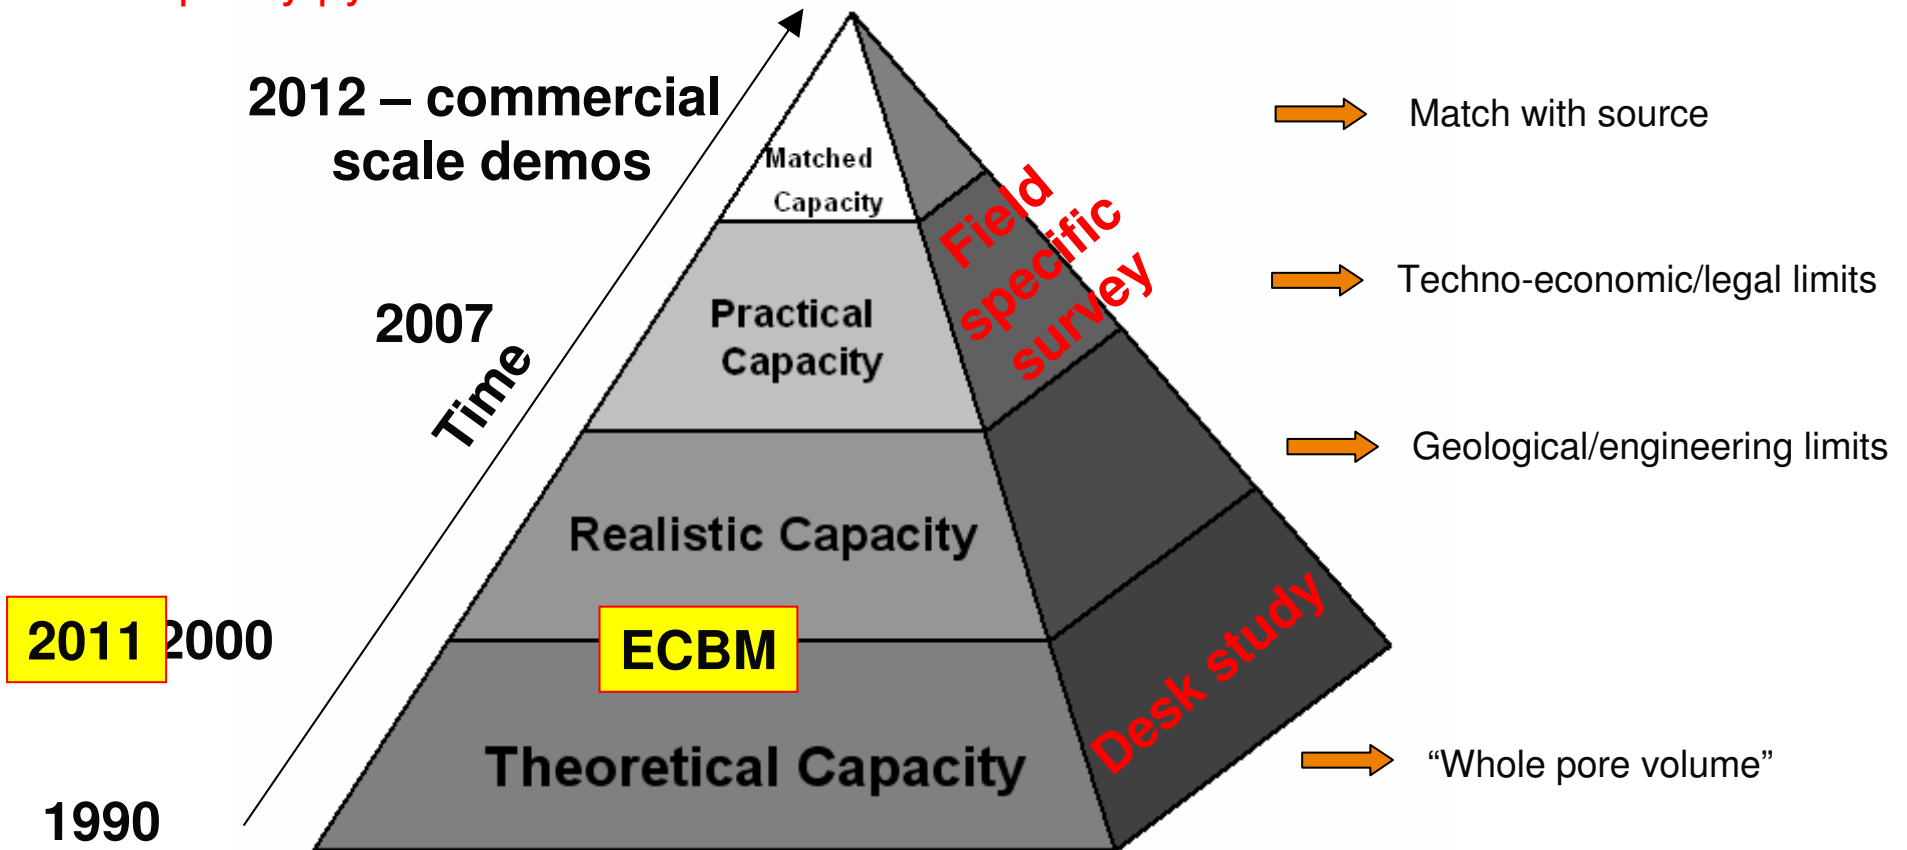 2012 – commercial
scale demos
Matched
Capacity
Match with source
Field
specific
survey
Practical
Capacity
Techno-economic/legal limits
2007
Time
Geological/engineering limits
Realistic Capacity
2011
2000
ECBM
Desk study
Theoretical Capacity
“Whole pore volume”
1990